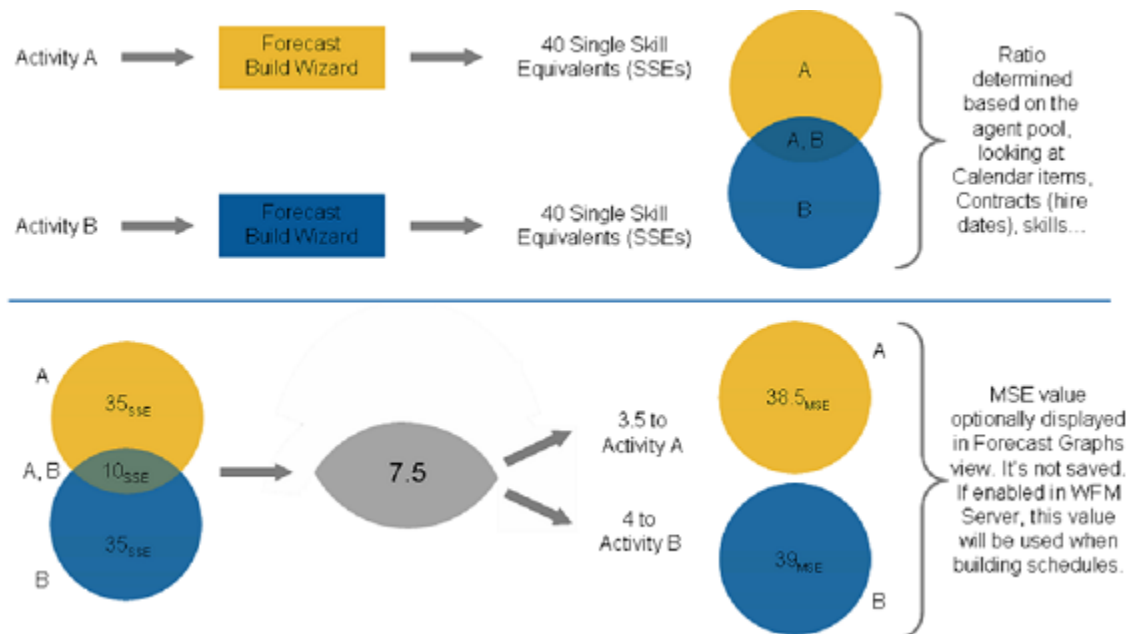 Activity A
Forecast
Build Wizard
40 Single Skill
Equivalents (SSEs)
A
A, B
B
Ratio
determined
based on the
agent pool,
looking at
Calendar items,
Contracts (hire
dates), skills...
Activity B
Forecast
Build Wizard
40 Single Skill
Equivalents (SSEs)
A
35SSE
A, B
10SSE
35SSE
B
7.5
3.5 to
Activity A
4 to
Activity B
A
38.5MSE
39MSE
B
MSE value
optionally displayed
in Forecast Graphs
view. It's not saved.
If enabled in WFM
Server, this value
will be used when
building schedules.